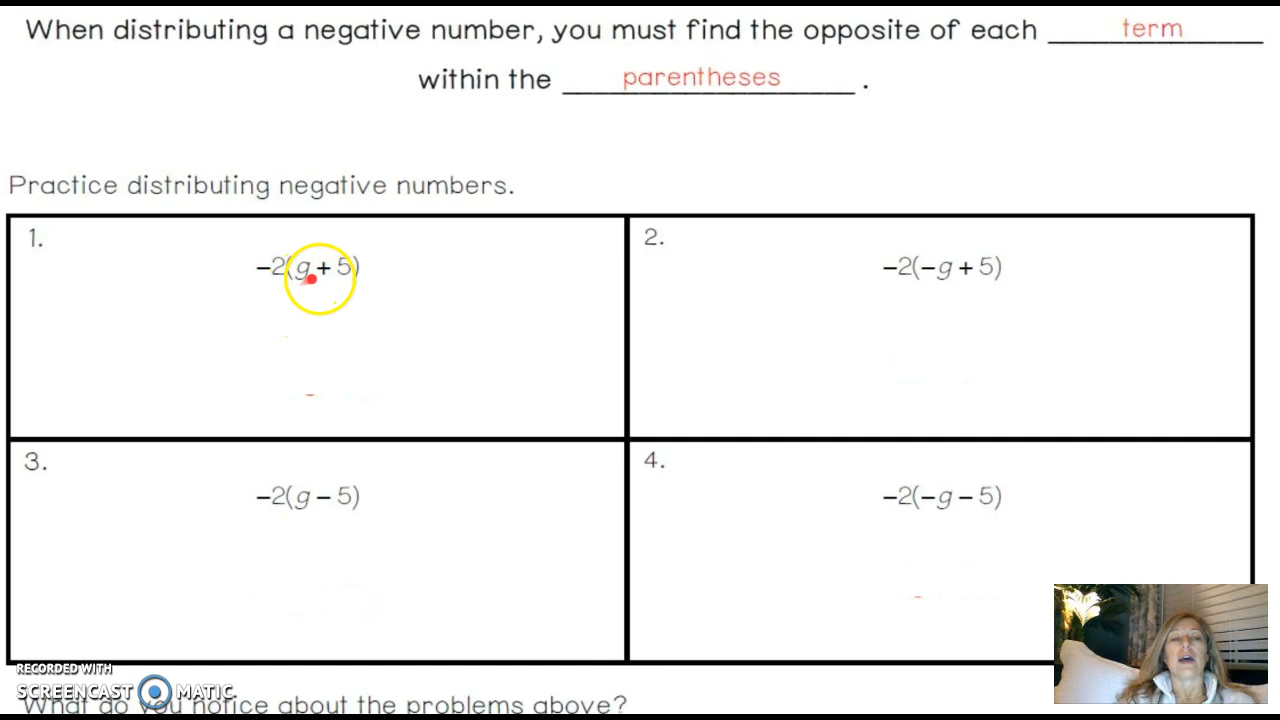 When distributing a negative number, you must find the opposite of each term
within the parentheses.
Practice distributing negative numbers.
1.
−2(g + 5)
2.
−2(−g + 5)
3.
−2(g − 5)
4.
−2(−g − 5)
RECORDED WITH
SCREENCAST MATIC
What do you notice about the problems above?